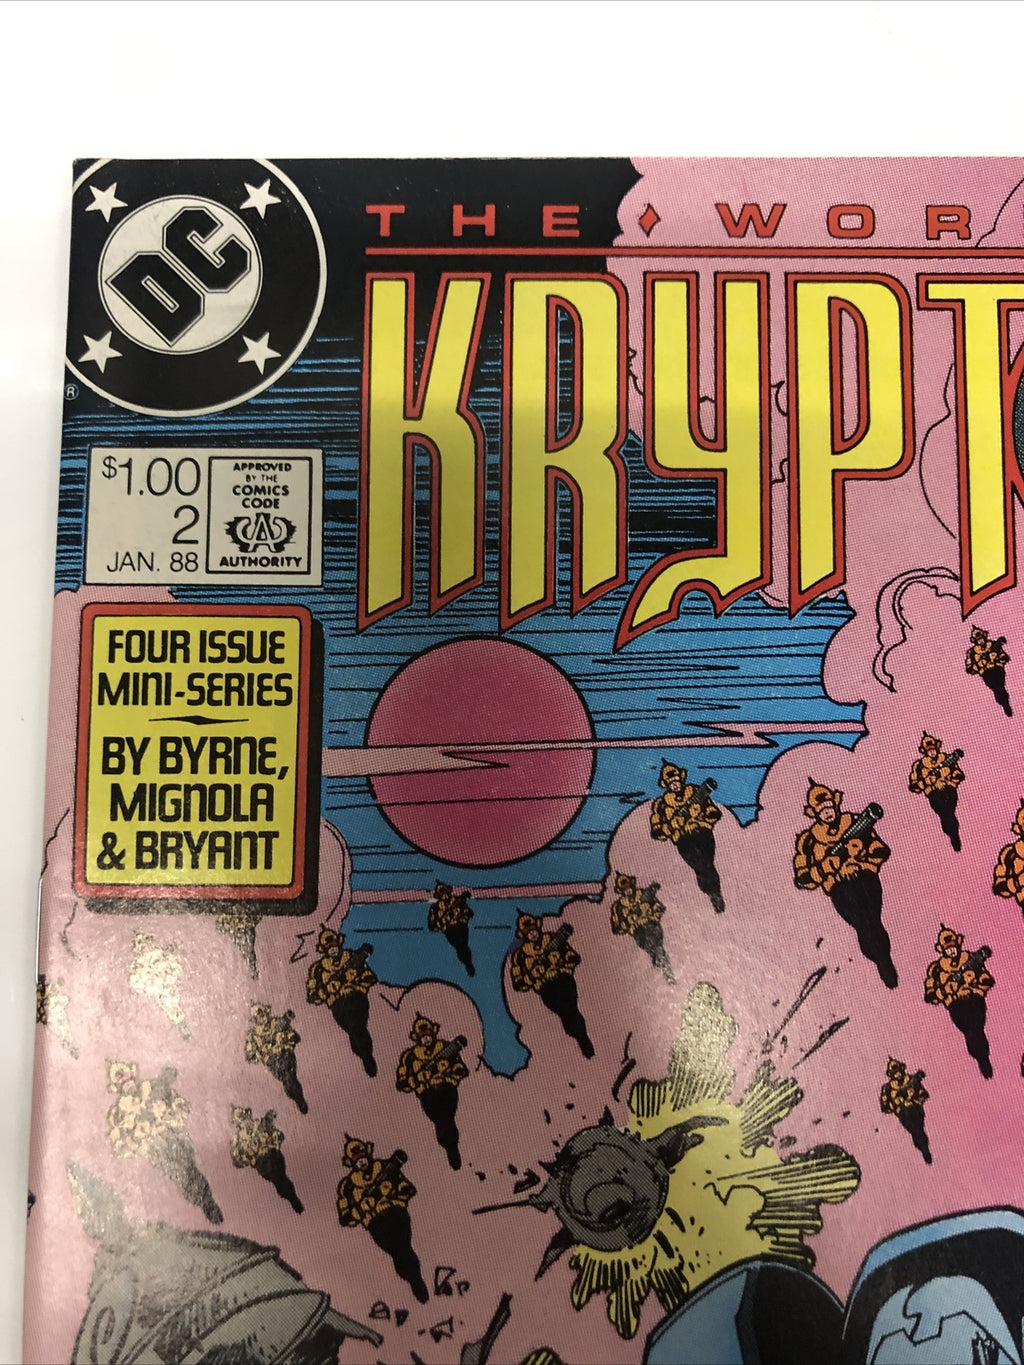 DC
THE WOR
KRYPT
®
$1.00
2
JAN. 88
APPROVED
BY THE
COMICS
CODE
CA
AUTHORITY
FOUR ISSUE
MINI-SERIES
BY BYRNE,
MIGNOLA
& BRYANT